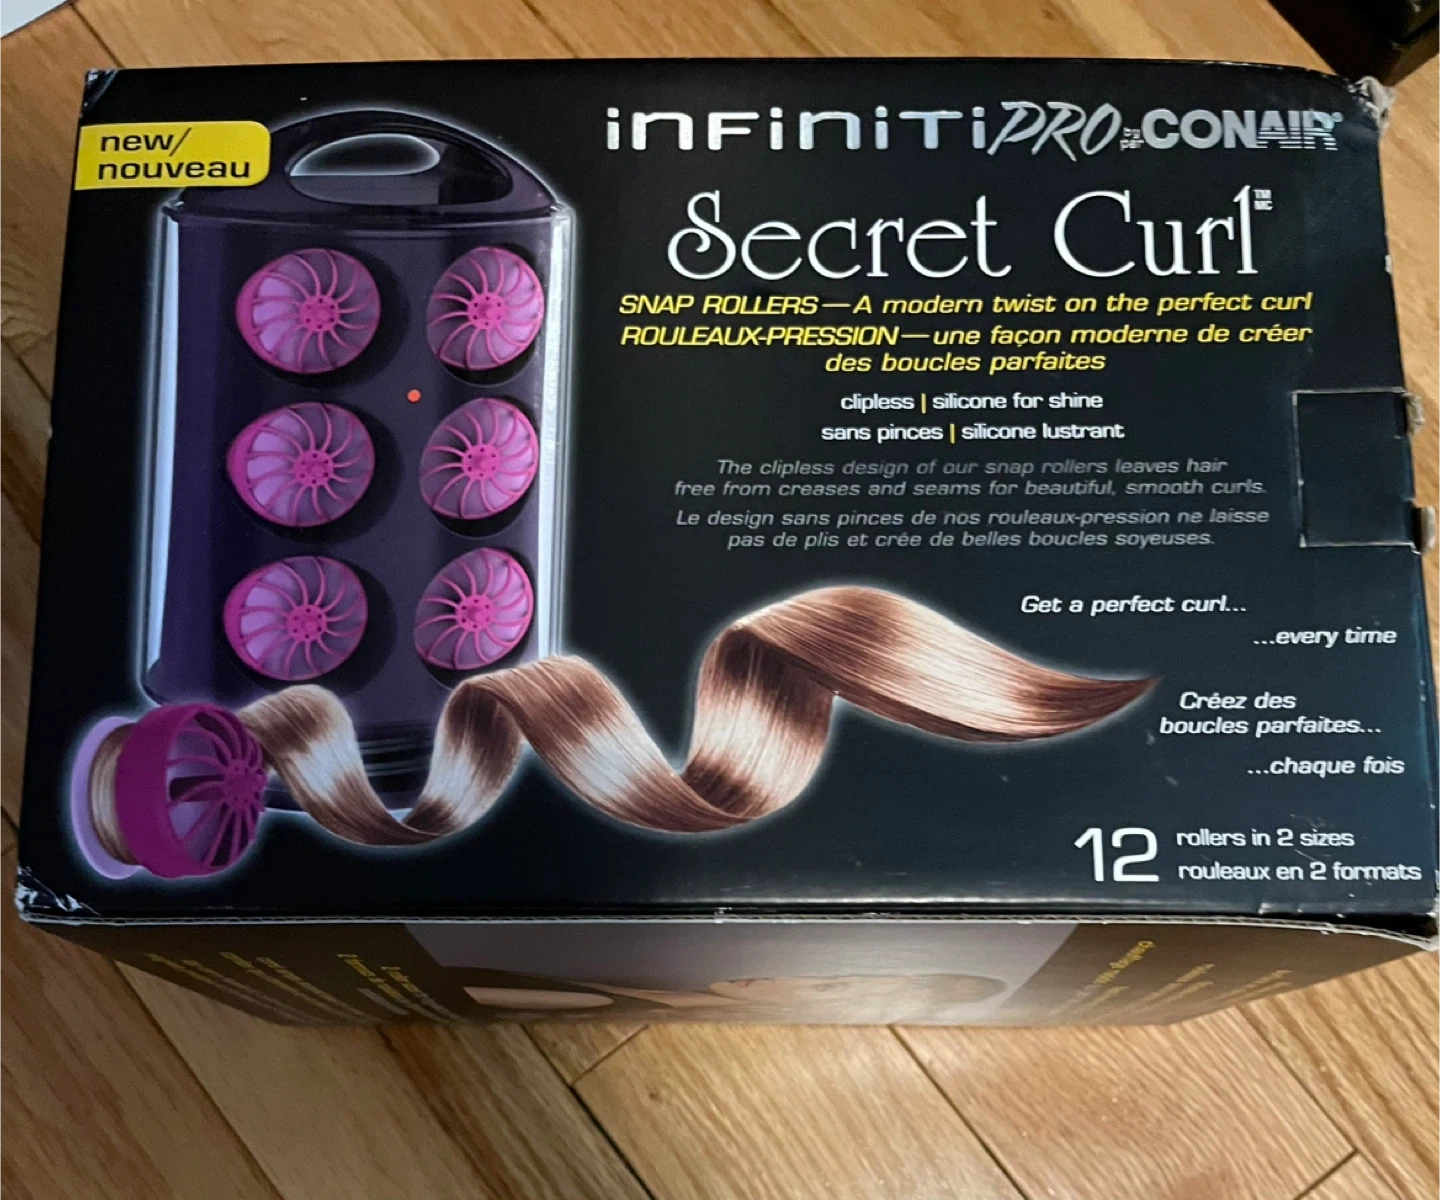 new/
nouveau
infiniti PRO by par CONAIR®
Secret Curl™ MC
SNAP ROLLERS—A modern twist on the perfect curl
ROULEAUX-PRESSION—une façon moderne de créer
des boucles parfaites
clipless | silicone for shine
sans pinces | silicone lustrant
The clipless design of our snap rollers leaves hair
free from creases and seams for beautiful, smooth curls.
Le design sans pinces de nos rouleaux-pression ne laisse
pas de plis et crée de belles boucles soyeuses.
Get a perfect curl...
...every time
Créez des
boucles parfaites...
...chaque fois
12 rollers in 2 sizes
rouleaux en 2 formats